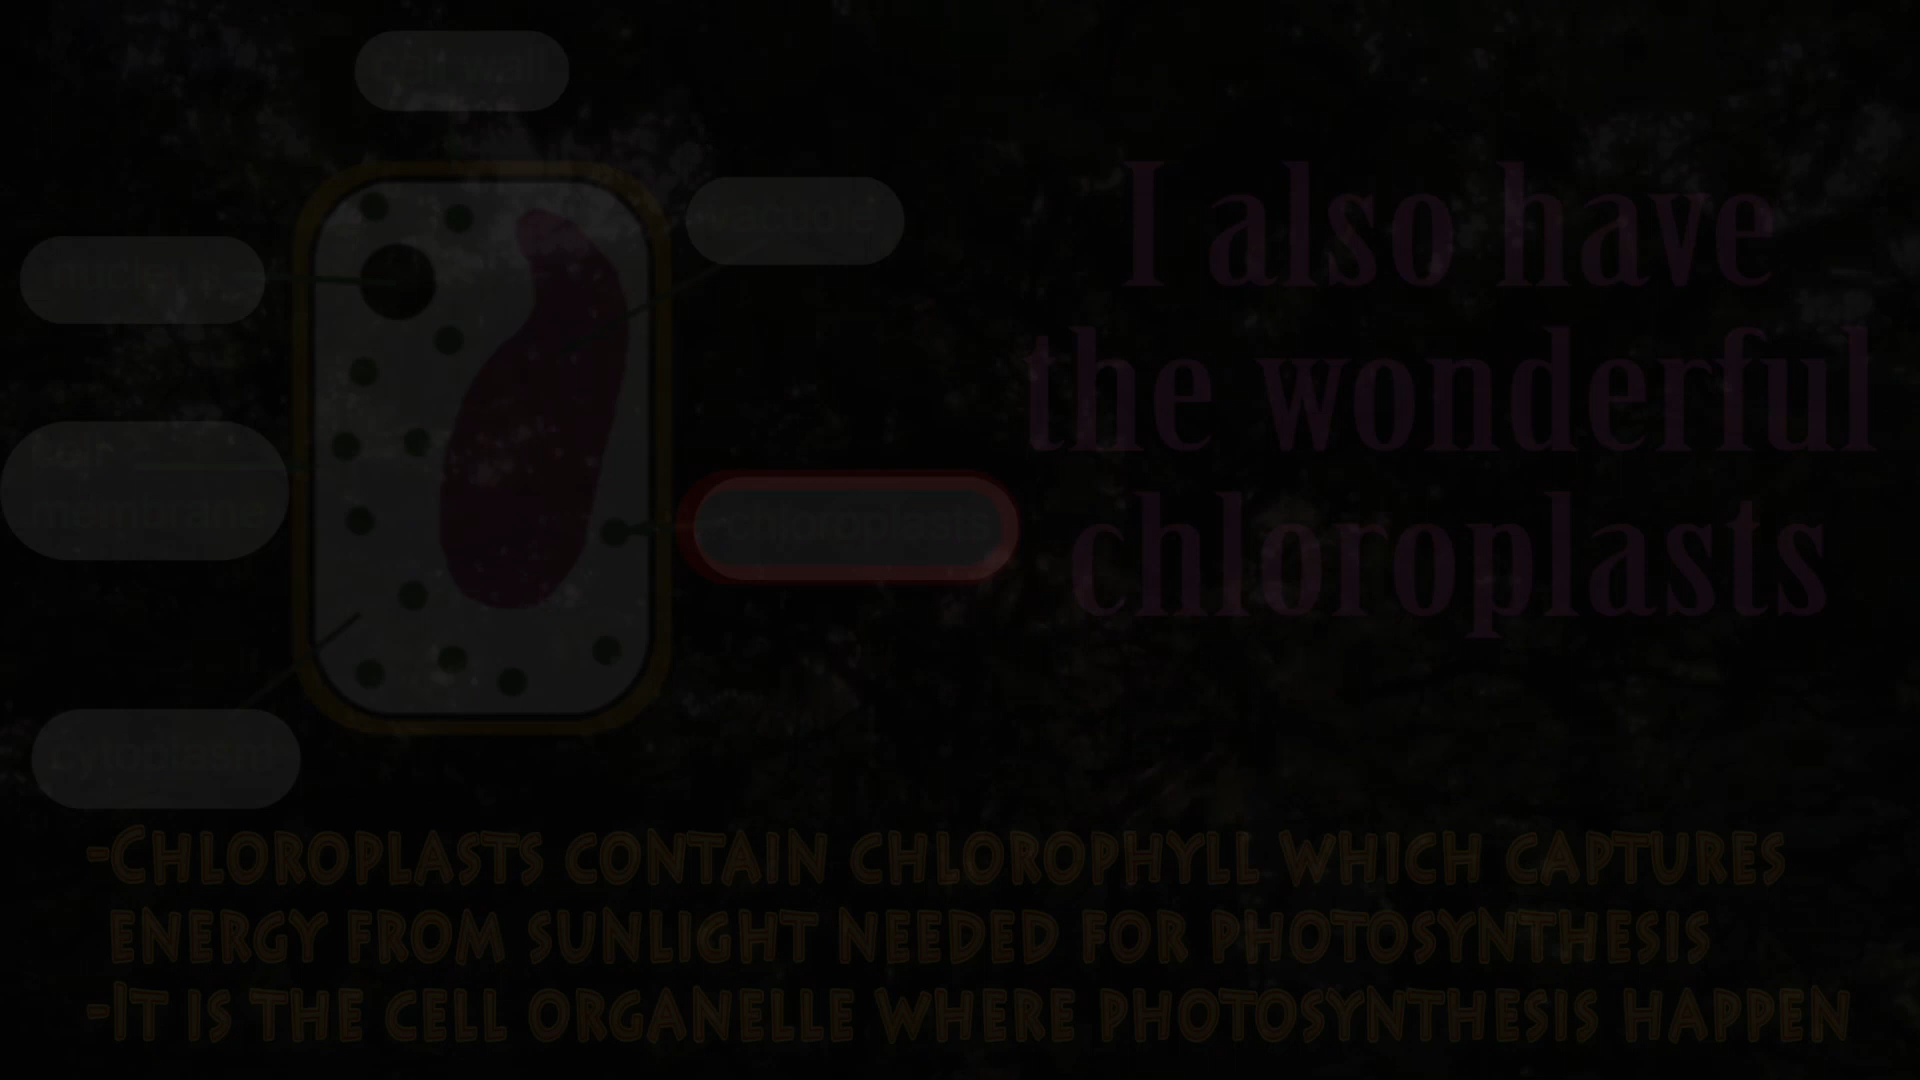 cell wall
vacuole
nucleus
cell
membrane
chloroplasts
cytoplasm
I also have
the wonderful
chloroplasts
-Chloroplasts contain chlorophyll which captures
energy from sunlight needed for photosynthesis
-It is the cell organelle where photosynthesis happen